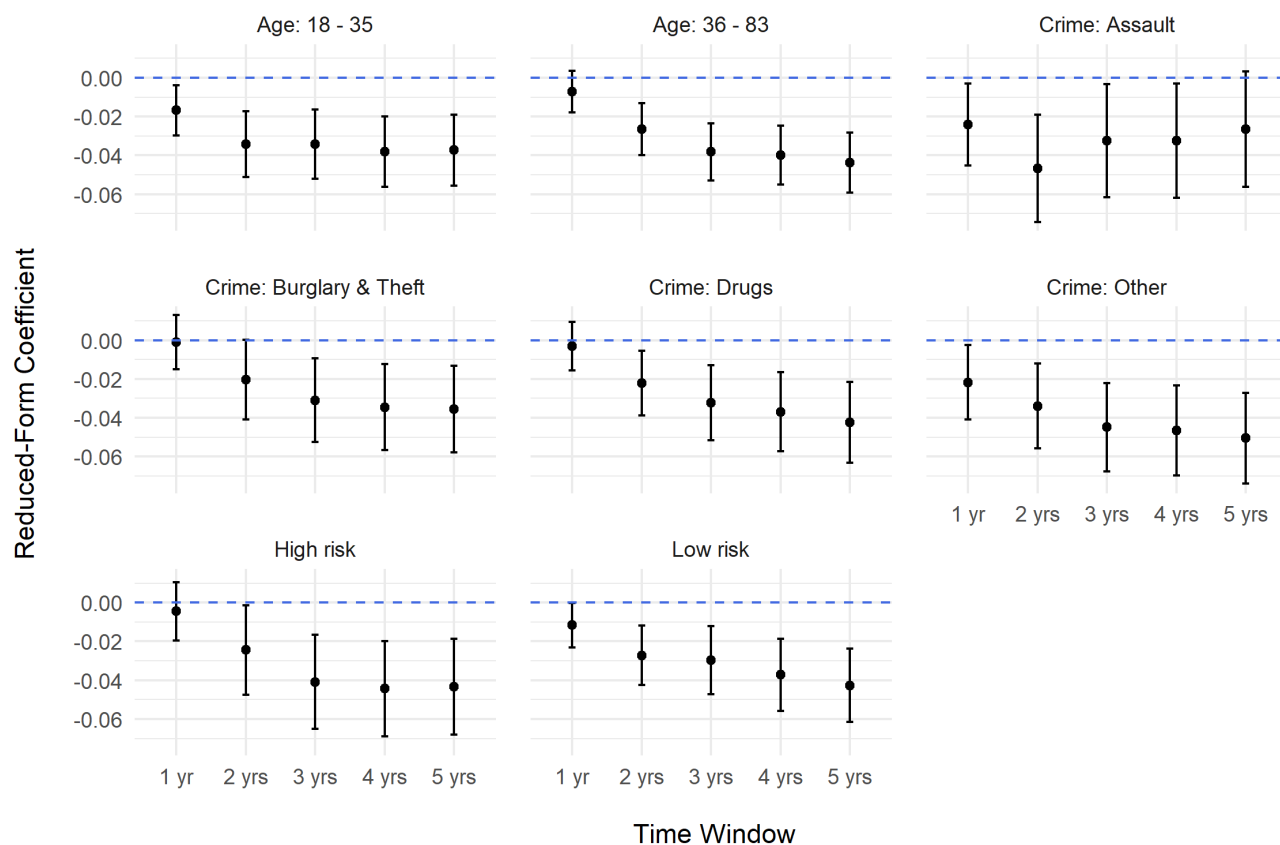 Age: 18 - 35
Age: 36 - 83
Crime: Assault
0.00
-0.02
-0.04
-0.06
Crime: Burglary & Theft
Crime: Drugs
Crime: Other
0.00
-0.02
-0.04
-0.06
1 yr 2 yrs 3 yrs 4 yrs 5 yrs
High risk
Low risk
0.00
-0.02
-0.04
-0.06
1 yr 2 yrs 3 yrs 4 yrs 5 yrs
1 yr 2 yrs 3 yrs 4 yrs 5 yrs
Reduced-Form Coefficient
Time Window